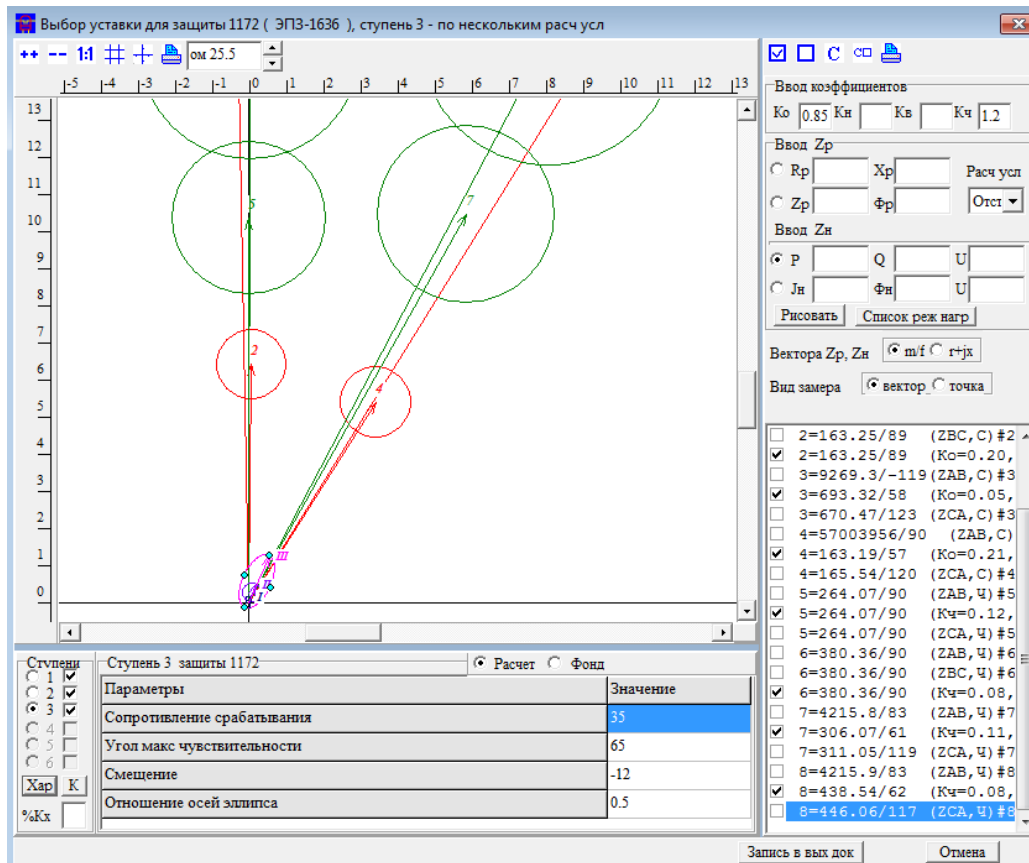 Выбор уставки для защиты 1172 ( ЭПЗ-1636 ), ступень 3 - по нескольким расч усл
++ -- 1:1 ом 25.5
-5 -4 -3 -2 -1 0 1 2 3 4 5 6 7 8 9 10 11 12 13
13
12
11
10
9
8
7
6
5
4
3
2
1
0
5
7
2
4
III
II
I
C
Ввод коэффициентов
Ко 0.85 Кн Кв Кч 1.2
Ввод Zр
Rр Xр Расч усл
Zр Фр Отст
Ввод Zн
P Q U
Jн Фн U
Рисовать Список реж нагр
Вектора Zр, Zн m/f r+jx
Вид замера вектор точка
2=163.25/89 (ZBC,C)#2
2=163.25/89 (Ко=0.20,
3=9269.3/-119(ZAB,C)#3
3=693.32/58 (Ко=0.05,
3=670.47/123 (ZCA,C)#3
4=57003956/90 (ZAB,C)
4=163.19/57 (Ко=0.21,
4=165.54/120 (ZCA,C)#4
5=264.07/90 (ZAB,Ч)#5
5=264.07/90 (Кч=0.12,
5=264.07/90 (ZCA,Ч)#5
6=380.36/90 (ZAB,Ч)#6
6=380.36/90 (ZBC,Ч)#6
6=380.36/90 (Кч=0.08,
7=4215.8/83 (ZAB,Ч)#7
7=306.07/61 (Кч=0.11,
7=311.05/119 (ZCA,Ч)#7
8=4215.9/83 (ZAB,Ч)#8
8=438.54/62 (Кч=0.08,
8=446.06/117 (ZCA,Ч)#8
Ступени
1
2
3
4
5
6
Хар К
%Кх
Ступень 3 защиты 1172 Расчет Фонд
Параметры Значение
Сопротивление срабатывания 35
Угол макс чувствительности 65
Смещение -12
Отношение осей эллипса 0.5
Запись в вых док Отмена